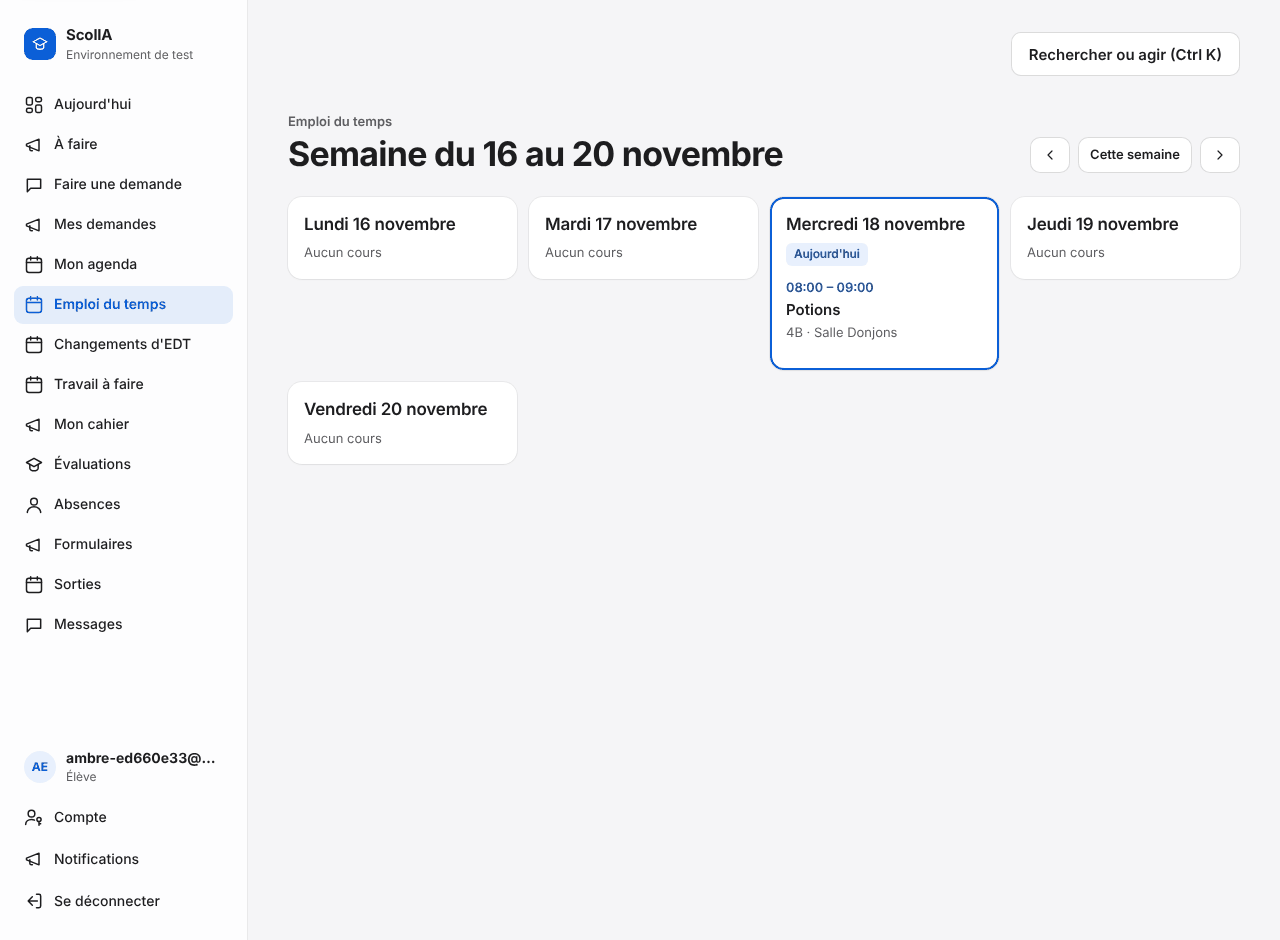 ScolIA
Environnement de test
Aujourd'hui
À faire
Faire une demande
Mes demandes
Mon agenda
Emploi du temps
Changements d'EDT
Travail à faire
Mon cahier
Évaluations
Absences
Formulaires
Sorties
Messages
AE
ambre-ed660e33@...
Élève
Compte
Notifications
Se déconnecter
Rechercher ou agir (Ctrl K)
Emploi du temps
Semaine du 16 au 20 novembre
Cette semaine
Lundi 16 novembre
Aucun cours
Mardi 17 novembre
Aucun cours
Mercredi 18 novembre
Aujourd'hui
08:00 – 09:00
Potions
4B · Salle Donjons
Jeudi 19 novembre
Aucun cours
Vendredi 20 novembre
Aucun cours